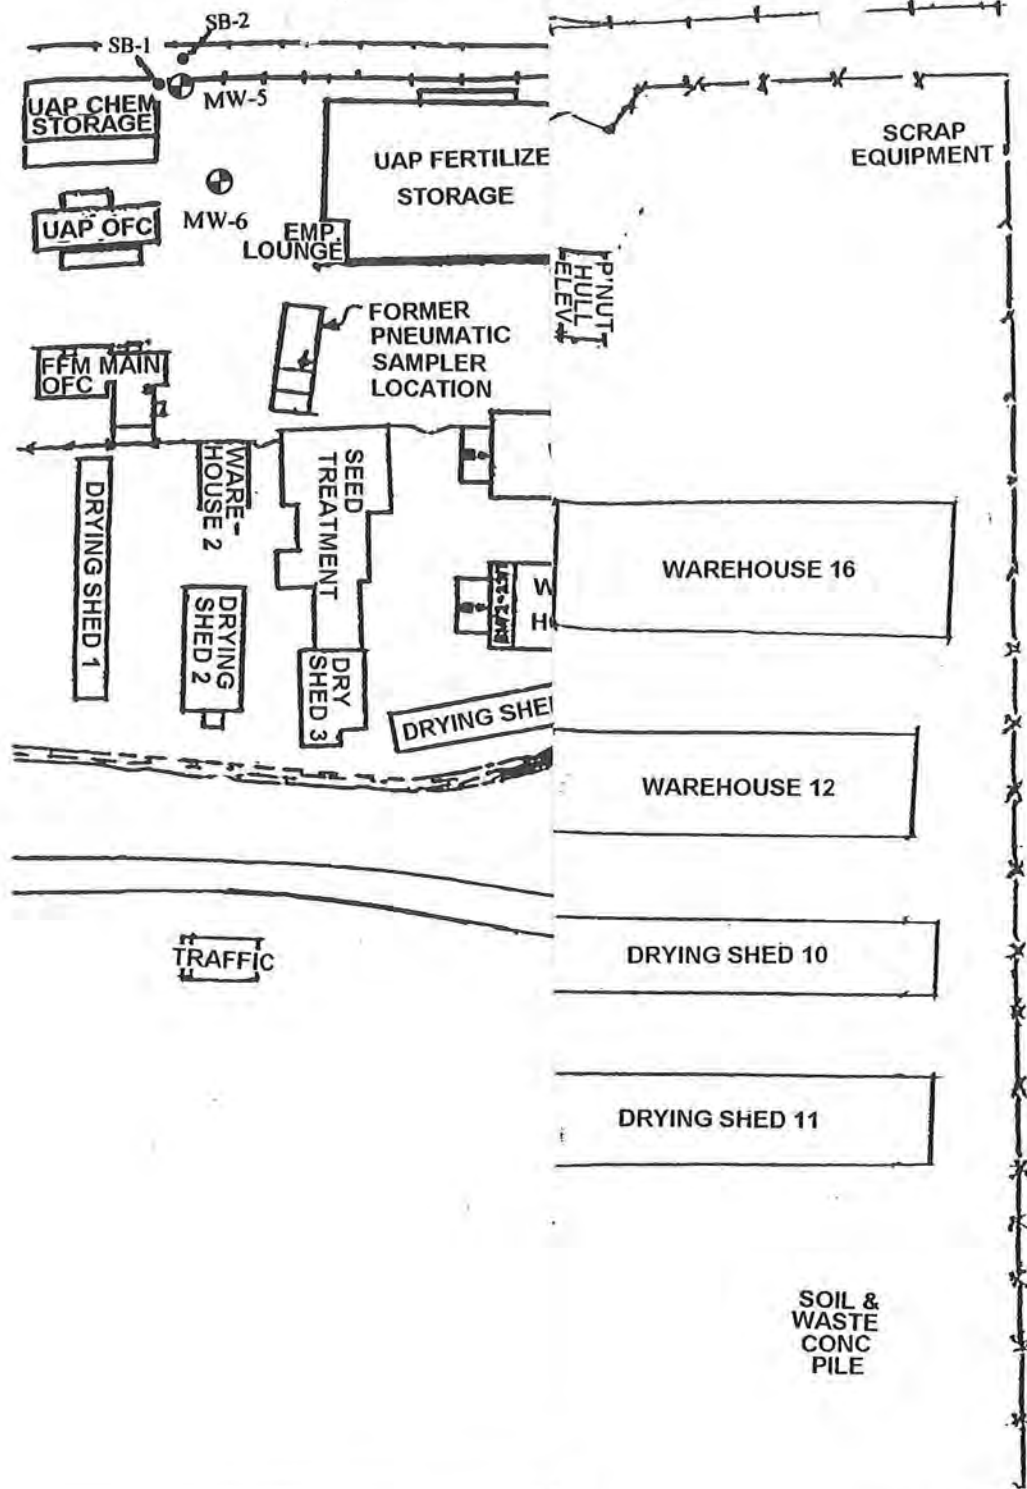 SB-2
SB-1
MW-5
UAP CHEM
STORAGE
SCRAP
EQUIPMENT
UAP FERTILIZE
STORAGE
MW-6
UAP OFC
EMP.
LOUNGE
P'NUT
HULL
ELEV
FORMER
PNEUMATIC
SAMPLER
LOCATION
FFM MAIN
OFC
WARE-
HOUSE 2
SEED
TREATMENT
DRYING SHED 1
WAREHOUSE 16
W
H
DRYING
SHED 2
DRY
SHED 3
DRYING SHE
WAREHOUSE 12
TRAFFIC
DRYING SHED 10
DRYING SHED 11
SOIL &
WASTE
CONC
PILE